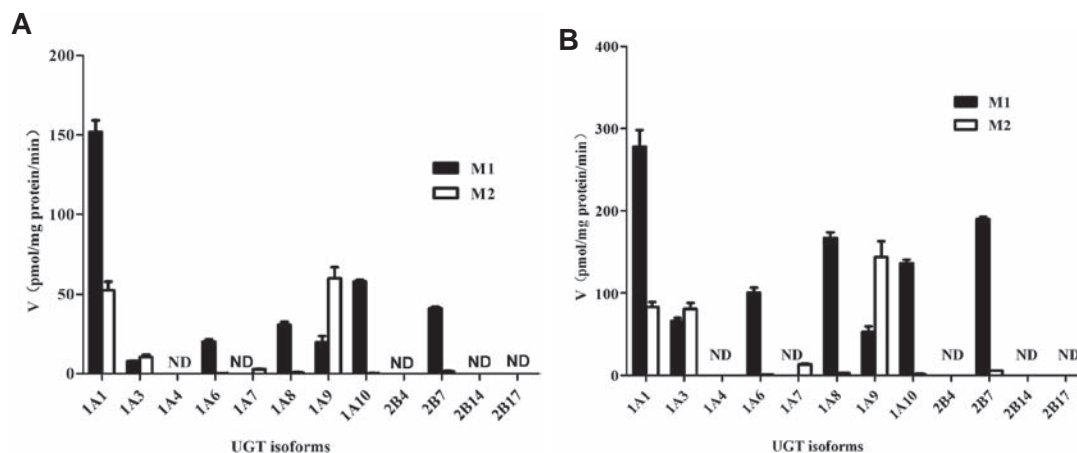 A
200
150
100
50
0
V (pmol/mg protein/min)
M1
M2
ND
ND
ND
ND
ND
1A1
1A3
1A4
1A6
1A7
1A8
1A9
1A10
2B4
2B7
2B14
2B17
UGT isoforms
B
400
300
200
100
0
V (pmol/mg protein/min)
M1
M2
ND
ND
ND
ND
ND
1A1
1A3
1A4
1A6
1A7
1A8
1A9
1A10
2B4
2B7
2B14
2B17
UGT isoforms